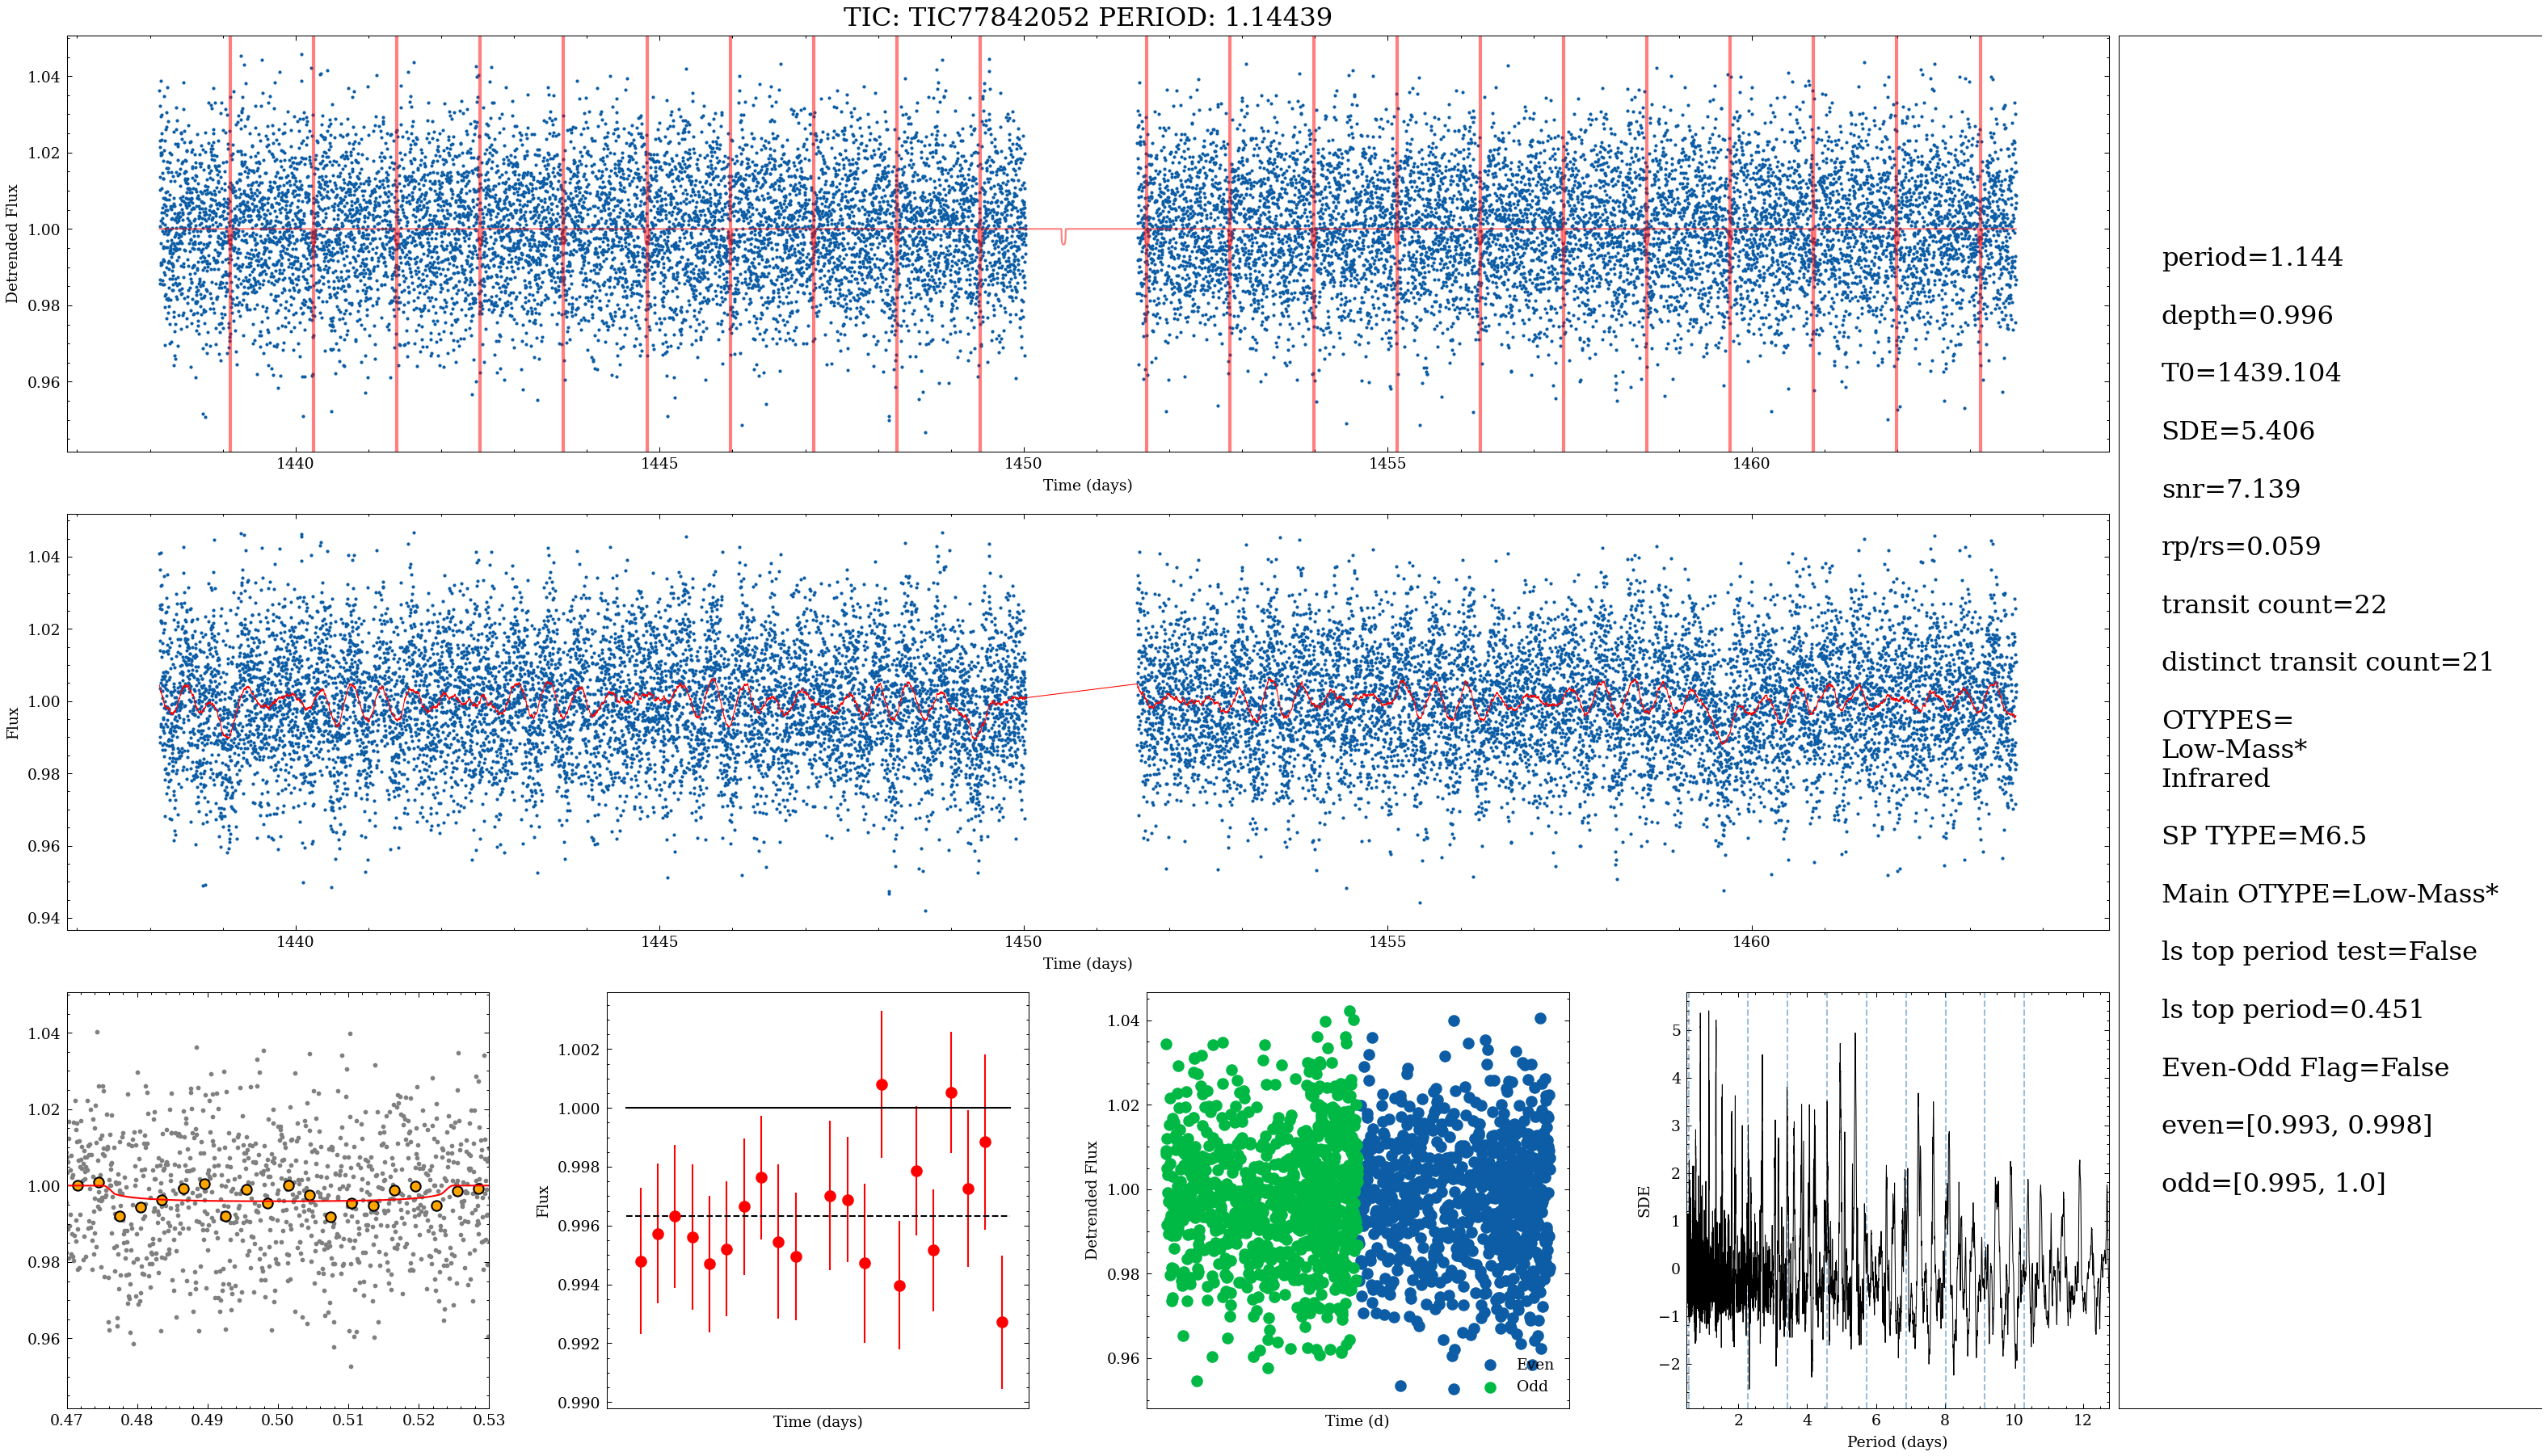 TIC: TIC77842052 PERIOD: 1.14439
1.04
1.02
1.00
0.98
0.96
Detrended Flux
1440
1445
1450
1455
1460
Time (days)
1.04
1.02
1.00
0.98
0.96
0.94
Flux
1440
1445
1450
1455
1460
Time (days)
1.04
1.02
1.00
0.98
0.96
0.47
0.48
0.49
0.50
0.51
0.52
0.53
1.002
1.000
0.998
0.996
0.994
0.992
0.990
Flux
Time (days)
1.04
1.02
1.00
0.98
0.96
Detrended Flux
Even
Odd
Time (d)
5
4
3
2
1
0
−1
−2
SDE
2
4
6
8
10
12
Period (days)
period=1.144
depth=0.996
T0=1439.104
SDE=5.406
snr=7.139
rp/rs=0.059
transit count=22
distinct transit count=21
OTYPES=
Low-Mass*
Infrared
SP TYPE=M6.5
Main OTYPE=Low-Mass*
ls top period test=False
ls top period=0.451
Even-Odd Flag=False
even=[0.993, 0.998]
odd=[0.995, 1.0]